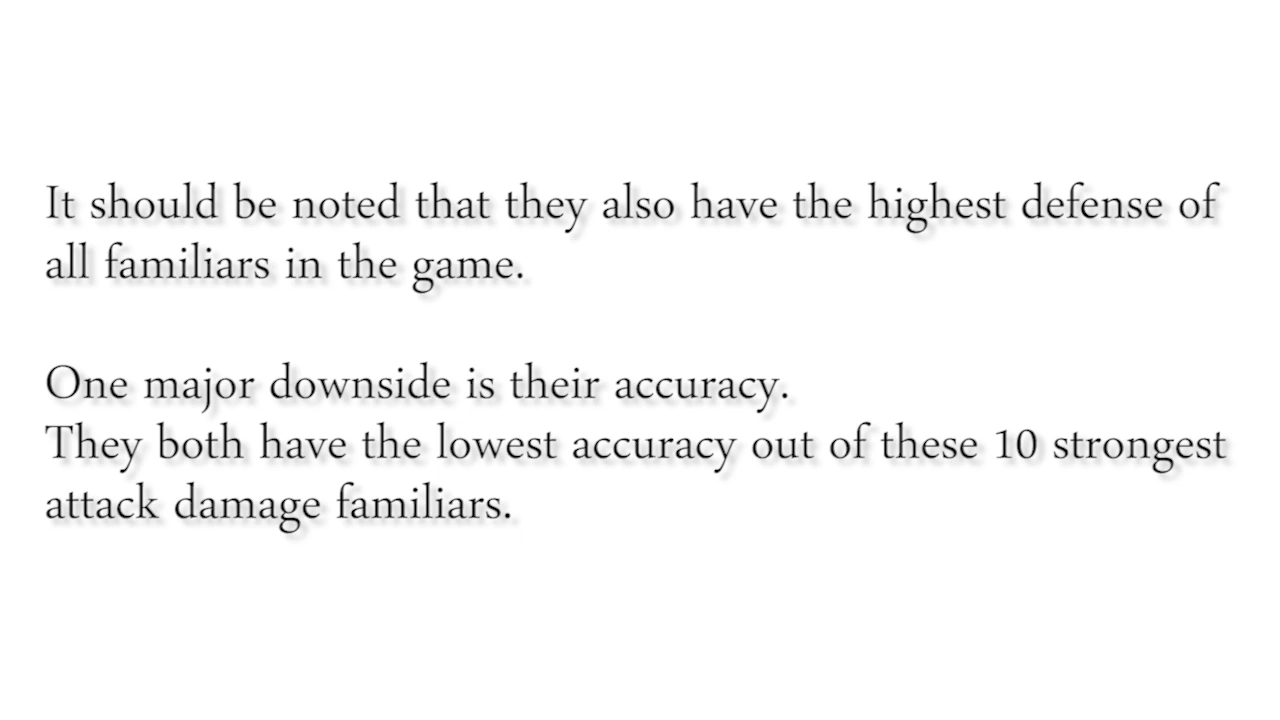 It should be noted that they also have the highest defense of
all familiars in the game.
One major downside is their accuracy.
They both have the lowest accuracy out of these 10 strongest
attack damage familiars.